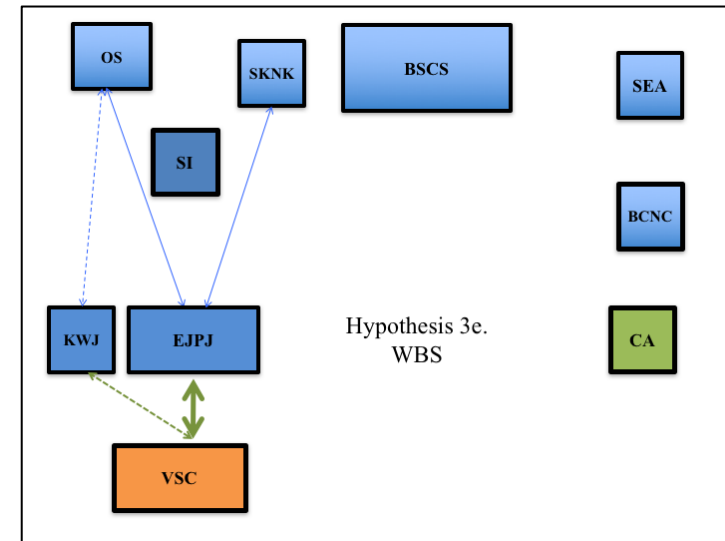 OS
SKNK
BSCS
SEA
SI
BCNC
KWJ
EJPJ
Hypothesis 3e.
WBS
CA
VSC